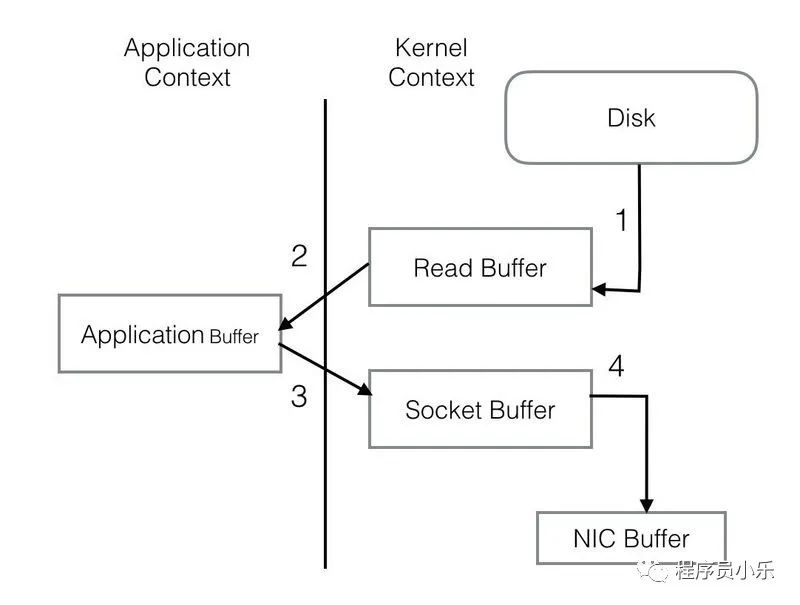 Application
Context
Kernel
Context
Disk
1
2
Read Buffer
Application Buffer
3
4
Socket Buffer
NIC Buffer
程序员小乐